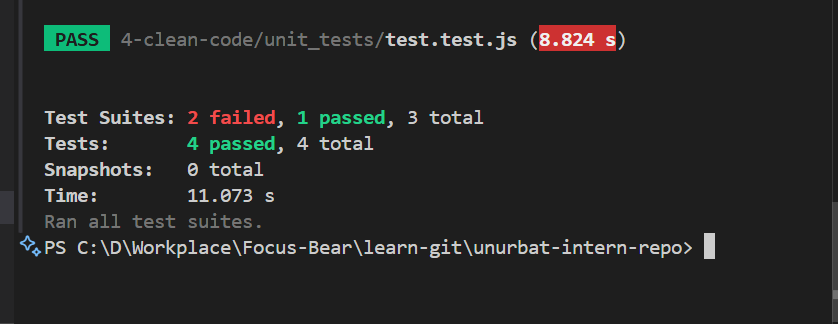 PASS 4-clean-code/unit_tests/test.test.js (8.824 s)
Test Suites: 2 failed, 1 passed, 3 total
Tests: 4 passed, 4 total
Snapshots: 0 total
Time: 11.073 s
Ran all test suites.
PS C:\D\Workplace\Focus-Bear\learn-git\unurbat-intern-repo>